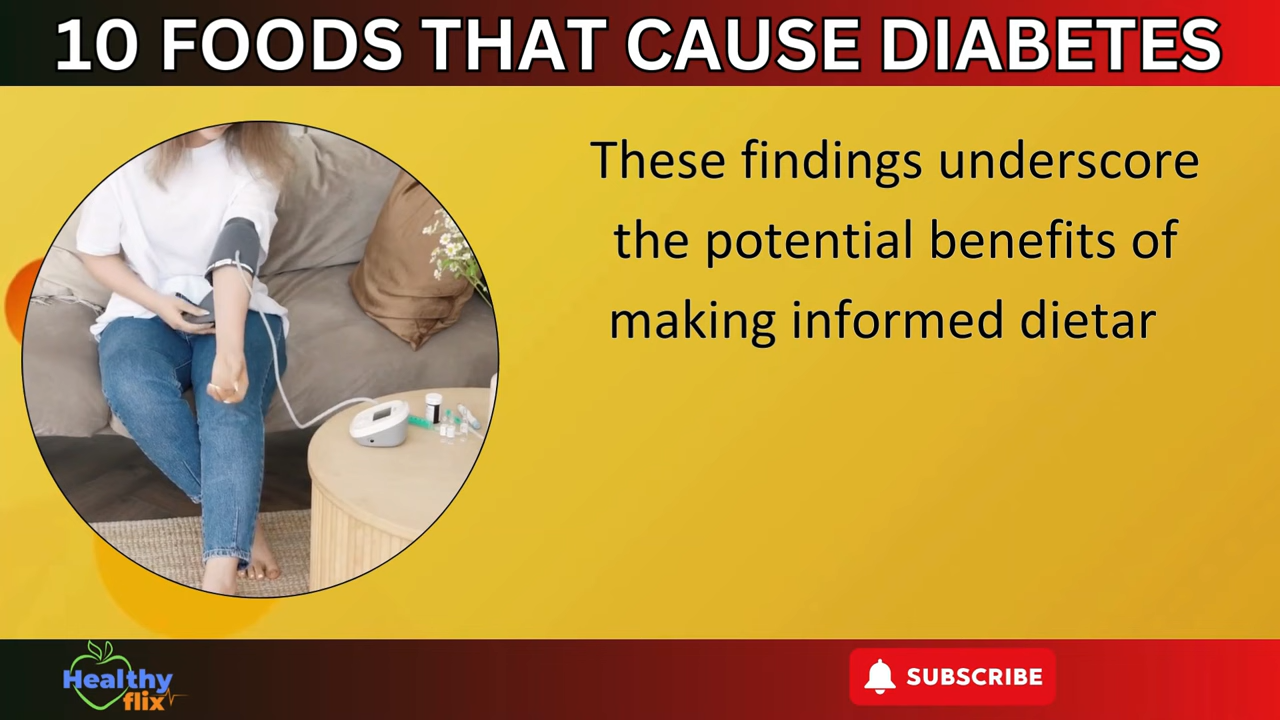 10 FOODS THAT CAUSE DIABETES
These findings underscore
the potential benefits of
making informed dietar
Healthy
flix
SUBSCRIBE